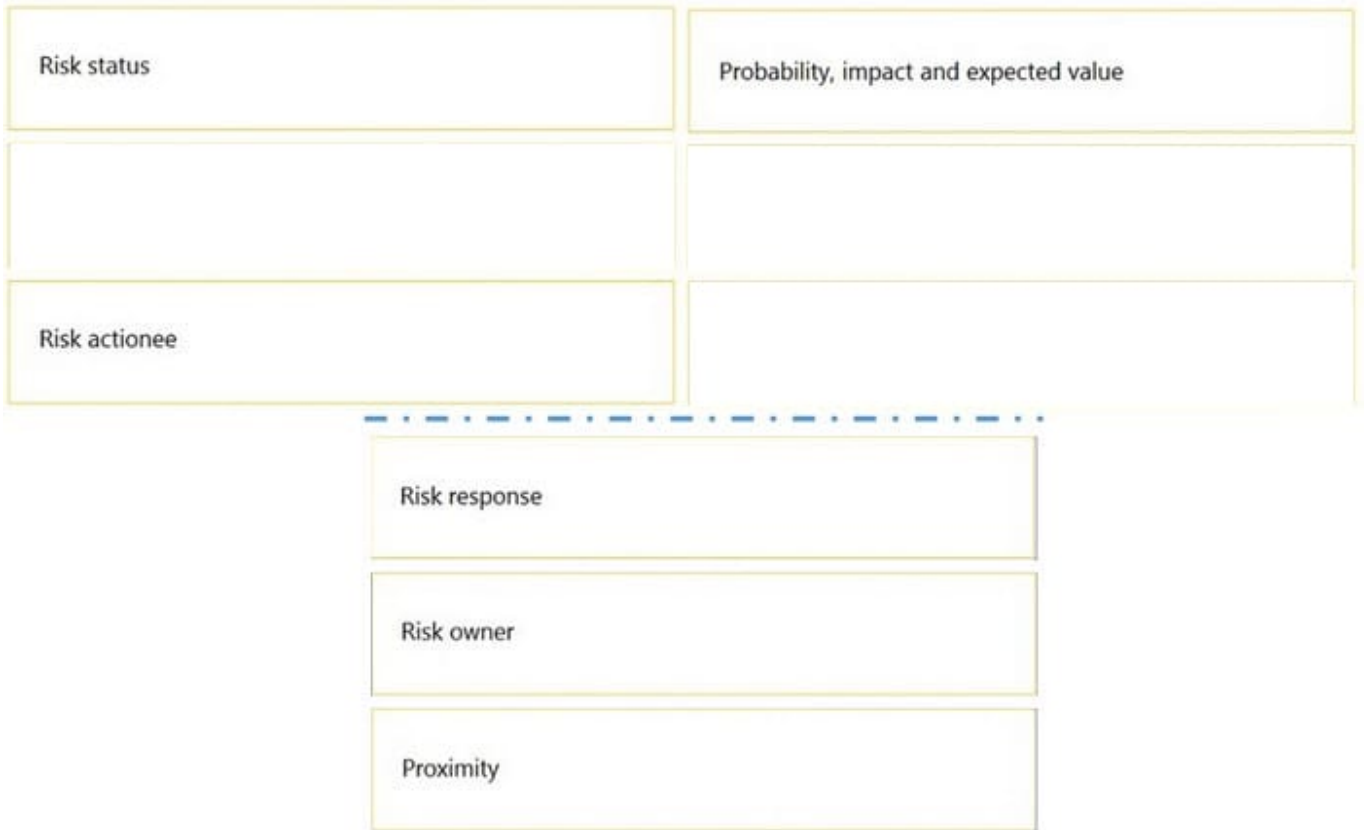 Risk status
Probability, impact and expected value
Risk actionee
Risk response
Risk owner
Proximity